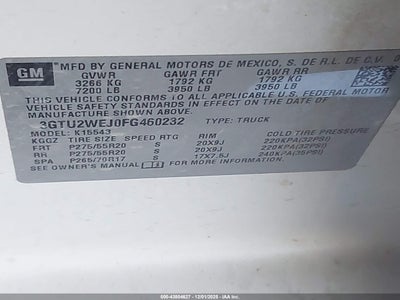 GM
MFD BY GENERAL MOTORS DE MEXICO, S. DE R.L. DE C.V.
GVWR GAWR FRT GAWR RR
3266 KG 1792 KG 1792 KG
7200 LB 3950 LB 3950 LB
THIS VEHICLE CONFORMS TO ALL APPLICABLE U.S. FEDERAL MOTOR
VEHICLE SAFETY STANDARDS IN EFFECT ON THE DATE OF
MANUFACTURE SHOWN ABOVE.
3GTU2WEJ0FG460232 TYPE: TRUCK
MODEL: K15543
KGGC TIRE SIZE SPEED RTG RIM COLD TIRE PRESSURE
FRT P275/55R20 S 20X9J 220KPA(32PSI)
RR P275/55R20 S 20X9J 220KPA(32PSI)
SPA P265/70R17 S 17X7.5J 240KPA(35PSI)
SEE OWNER'S MANUAL FOR MORE INFORMATION.